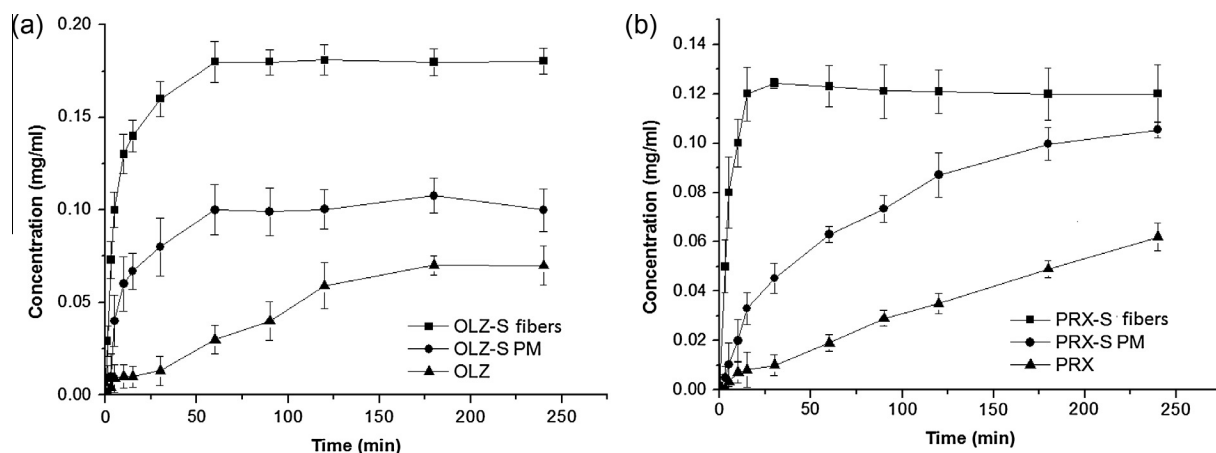 (a)
0.20
0.15
0.10
0.05
0.00
Concentration (mg/ml)
0 50 100 150 200 250
Time (min)
OLZ-S fibers
OLZ-S PM
OLZ
(b)
0.14
0.12
0.10
0.08
0.06
0.04
0.02
0.00
Concentration (mg/ml)
0 50 100 150 200 250
Time (min)
PRX-S fibers
PRX-S PM
PRX